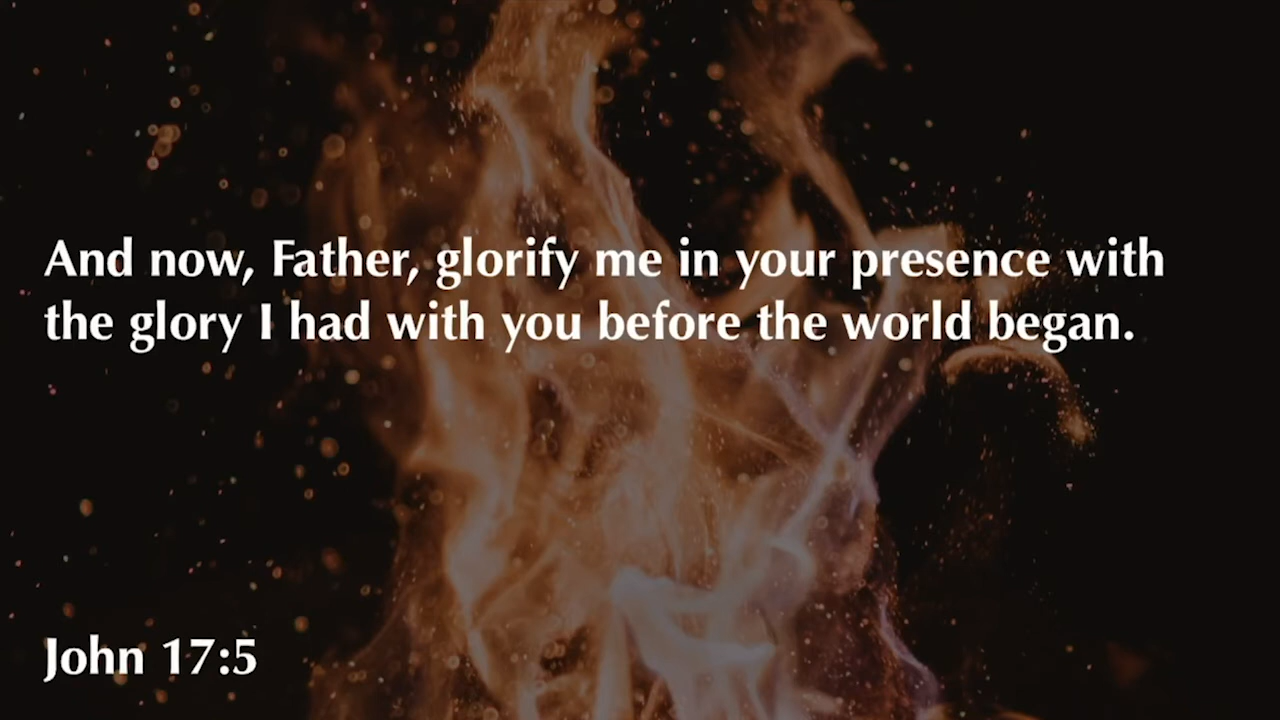 And now, Father, glorify me in your presence with
the glory I had with you before the world began.
John 17:5